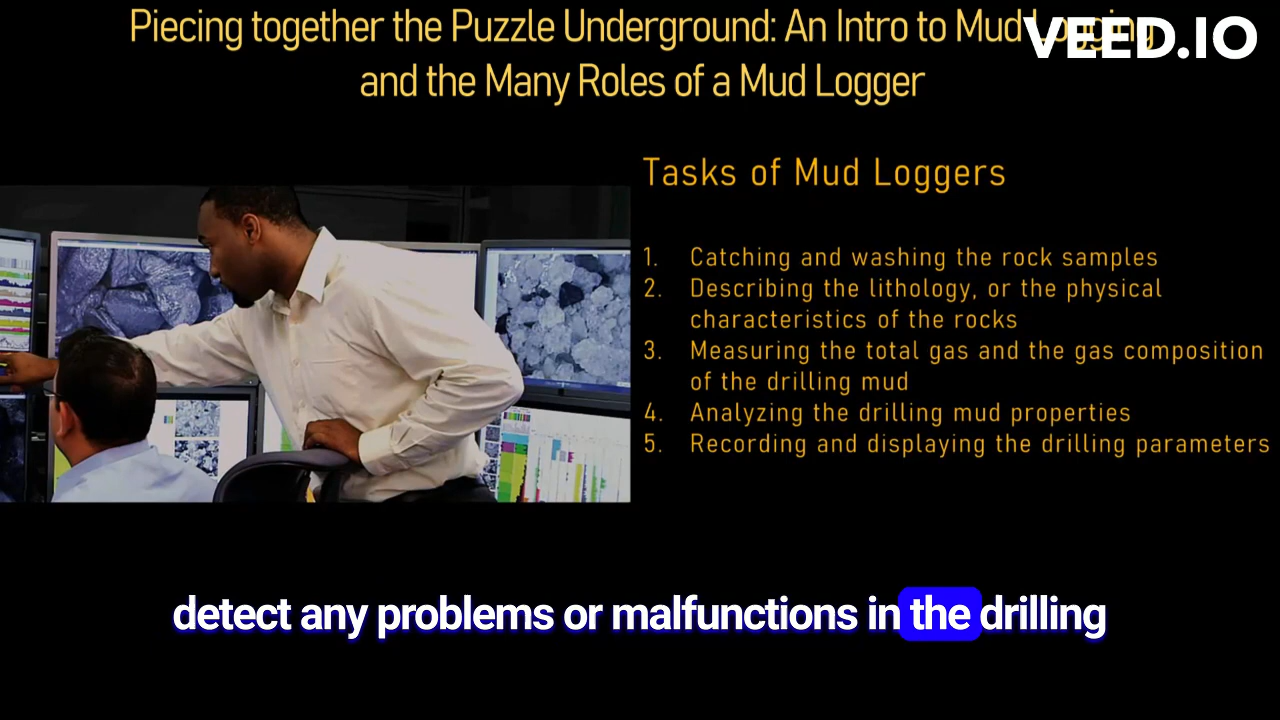 Piecing together the Puzzle Underground: An Intro to Mud Logging
VEED.IO
and the Many Roles of a Mud Logger
Tasks of Mud Loggers
1. Catching and washing the rock samples
2. Describing the lithology, or the physical
characteristics of the rocks
3. Measuring the total gas and the gas composition
of the drilling mud
4. Analyzing the drilling mud properties
5. Recording and displaying the drilling parameters
detect any problems or malfunctions in the drilling